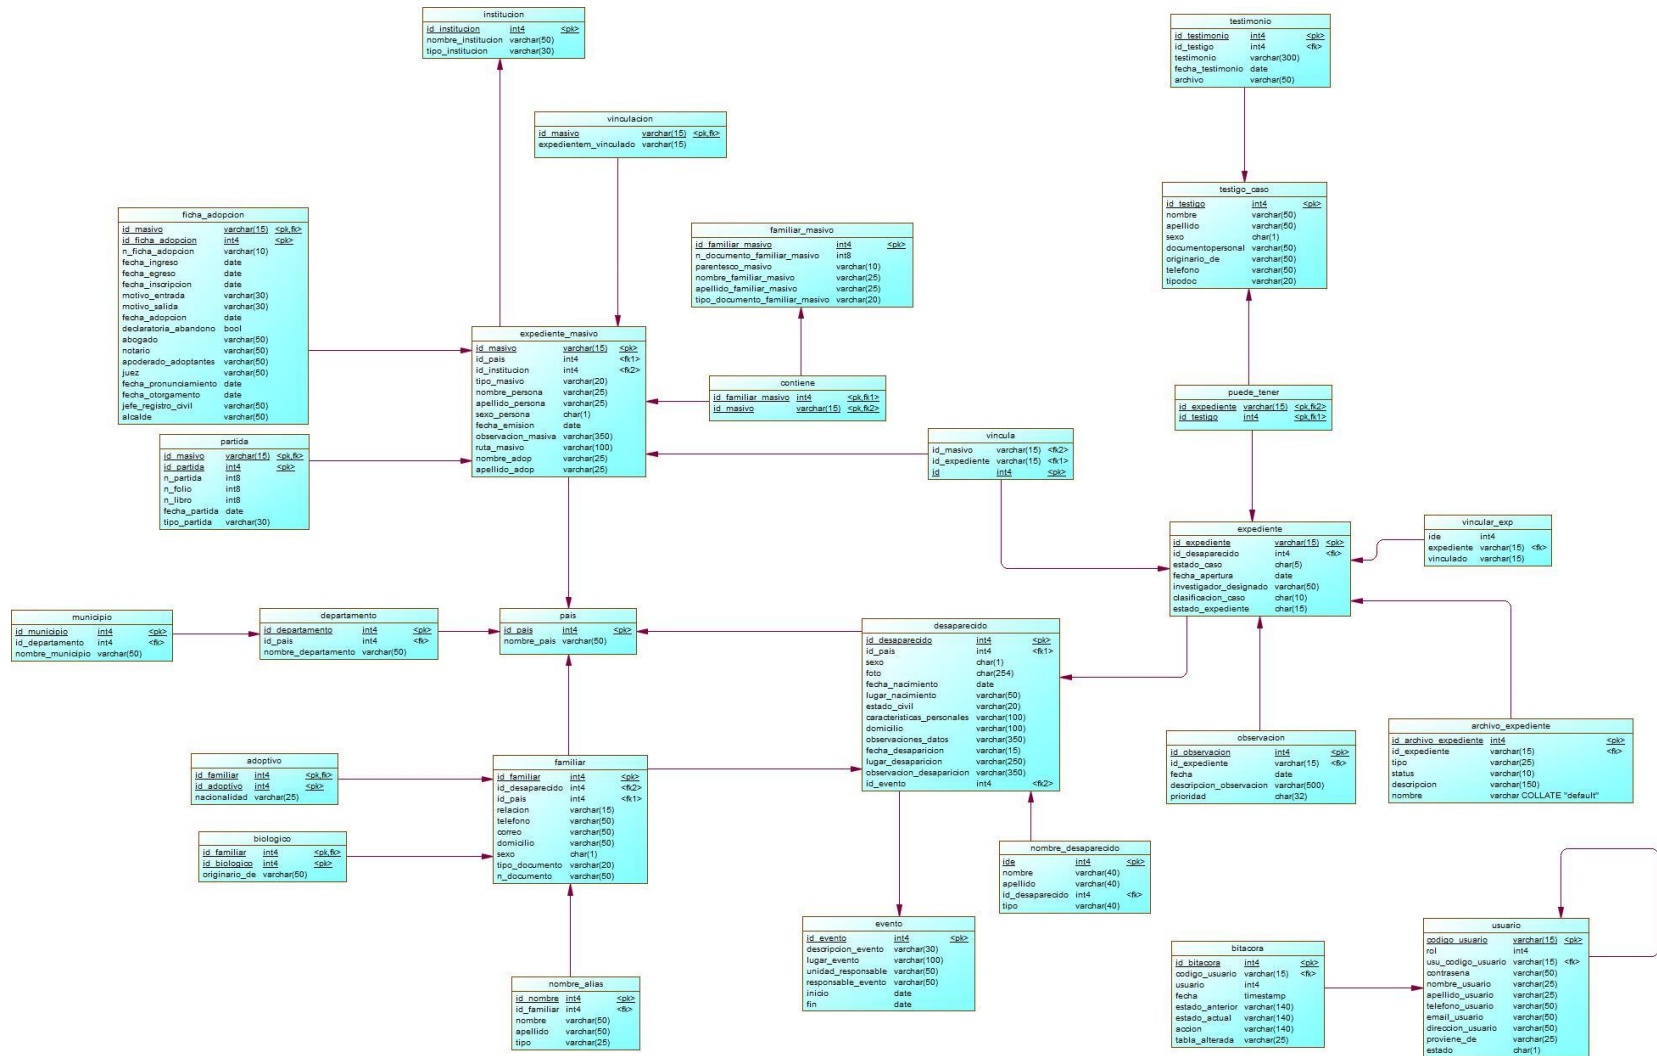 institucion
id_institucion int4 <pk>
nombre_institucion varchar(50)
tipo_institucion varchar(30)
testimonio
id_testimonio int4 <pk>
id_testigo int4 <fk>
testimonio varchar(300)
fecha_testimonio date
archivo varchar(50)
vinculacion
id_masivo varchar(15) <pk,fk>
expedientem_vinculado varchar(15)
testigo_caso
id_testigo int4 <pk>
nombre varchar(50)
apellido varchar(50)
sexo char(1)
documentopersonal varchar(50)
originario_de varchar(50)
telefono varchar(50)
tipodoc varchar(20)
ficha_adopcion
id_masivo varchar(15) <pk,fk>
id_ficha_adopcion int4 <pk>
n_ficha_adopcion varchar(10)
fecha_ingreso date
fecha_egreso date
fecha_inscripcion date
motivo_entrada varchar(30)
motivo_salida varchar(30)
fecha_adopcion date
declaratoria_abandono bool
abogado varchar(50)
notario varchar(50)
apoderado_adoptantes varchar(50)
juez varchar(50)
fecha_pronunciamiento date
fecha_otorgamento date
jefe_registro_civil varchar(50)
alcalde varchar(50)
familiar_masivo
id_familiar_masivo int4 <pk>
n_documento_familiar_masivo int8
parentesco_masivo varchar(10)
nombre_familiar_masivo varchar(25)
apellido_familiar_masivo varchar(25)
tipo_documento_familiar_masivo varchar(20)
expediente_masivo
id_masivo varchar(15) <pk>
id_pais int4 <fk1>
id_institucion int4 <fk2>
tipo_masivo varchar(20)
nombre_persona varchar(25)
apellido_persona varchar(25)
sexo_persona char(1)
fecha_emision date
observacion_masiva varchar(350)
ruta_masivo varchar(100)
nombre_adop varchar(25)
apellido_adop varchar(25)
contiene
id_familiar_masivo int4 <pk,fk1>
id_masivo varchar(15) <pk,fk2>
puede_tener
id_expediente varchar(15) <pk,fk2>
id_testigo int4 <pk,fk1>
partida
id_masivo varchar(15) <pk,fk>
id_partida int4 <pk>
n_partida int8
n_folio int8
n_libro int8
fecha_partida date
tipo_partida varchar(30)
vincula
id_masivo varchar(15) <fk2>
id_expediente varchar(15) <fk1>
id int4 <pk>
expediente
id_expediente varchar(15) <pk>
id_desaparecido int4 <fk>
estado_caso char(5)
fecha_apertura date
investigador_designado varchar(50)
clasificacion_caso char(10)
estado_expediente char(15)
vincular_exp
ide int4
expediente varchar(15) <fk>
vinculado varchar(15)
municipio
id_municipio int4 <pk>
id_departamento int4 <fk>
nombre_municipio varchar(50)
departamento
id_departamento int4 <pk>
id_pais int4 <fk>
nombre_departamento varchar(50)
pais
id_pais int4 <pk>
nombre_pais varchar(50)
desaparecido
id_desaparecido int4 <pk>
id_pais int4 <fk1>
sexo char(1)
foto char(254)
fecha_nacimiento date
lugar_nacimiento varchar(50)
estado_civil varchar(20)
caracteristicas_personales varchar(100)
domicilio varchar(100)
observaciones_datos varchar(350)
fecha_desaparicion varchar(15)
lugar_desaparicion varchar(250)
observacion_desaparicion varchar(350)
id_evento int4 <fk2>
observacion
id_observacion int4 <pk>
id_expediente varchar(15) <fk>
fecha date
descripcion_observacion varchar(500)
prioridad char(32)
archivo_expediente
id_archivo_expediente int4 <pk>
id_expediente varchar(15) <fk>
tipo varchar(25)
status varchar(10)
descripcion varchar(150)
nombre varchar COLLATE "default"
adoptivo
id_familiar int4 <pk,fk>
id_adoptivo int4 <pk>
nacionalidad varchar(25)
familiar
id_familiar int4 <pk>
id_desaparecido int4 <fk2>
id_pais int4 <fk1>
relacion varchar(15)
telefono varchar(50)
correo varchar(50)
domicilio varchar(50)
sexo char(1)
tipo_documento varchar(20)
n_documento varchar(50)
biologico
id_familiar int4 <pk,fk>
id_biologico int4 <pk>
originario_de varchar(50)
nombre_desaparecido
ide int4 <pk>
nombre varchar(40)
apellido varchar(40)
id_desaparecido int4 <fk>
tipo varchar(40)
evento
id_evento int4 <pk>
descripcion_evento varchar(30)
lugar_evento varchar(100)
unidad_responsable varchar(50)
responsable_evento varchar(50)
inicio date
fin date
nombre_alias
id_nombre int4 <pk>
id_familiar int4 <fk>
nombre varchar(50)
apellido varchar(50)
tipo varchar(25)
bitacora
id_bitacora int4 <pk>
codigo_usuario varchar(15) <fk>
usuario int4
fecha timestamp
estado_anterior varchar(140)
estado_actual varchar(140)
accion varchar(140)
tabla_alterada varchar(25)
usuario
codigo_usuario varchar(15) <pk>
rol int4
usu_codigo_usuario varchar(15) <fk>
contrasena varchar(50)
nombre_usuario varchar(25)
apellido_usuario varchar(25)
telefono_usuario varchar(50)
email_usuario varchar(50)
direccion_usuario varchar(50)
proviene_de varchar(25)
estado char(1)